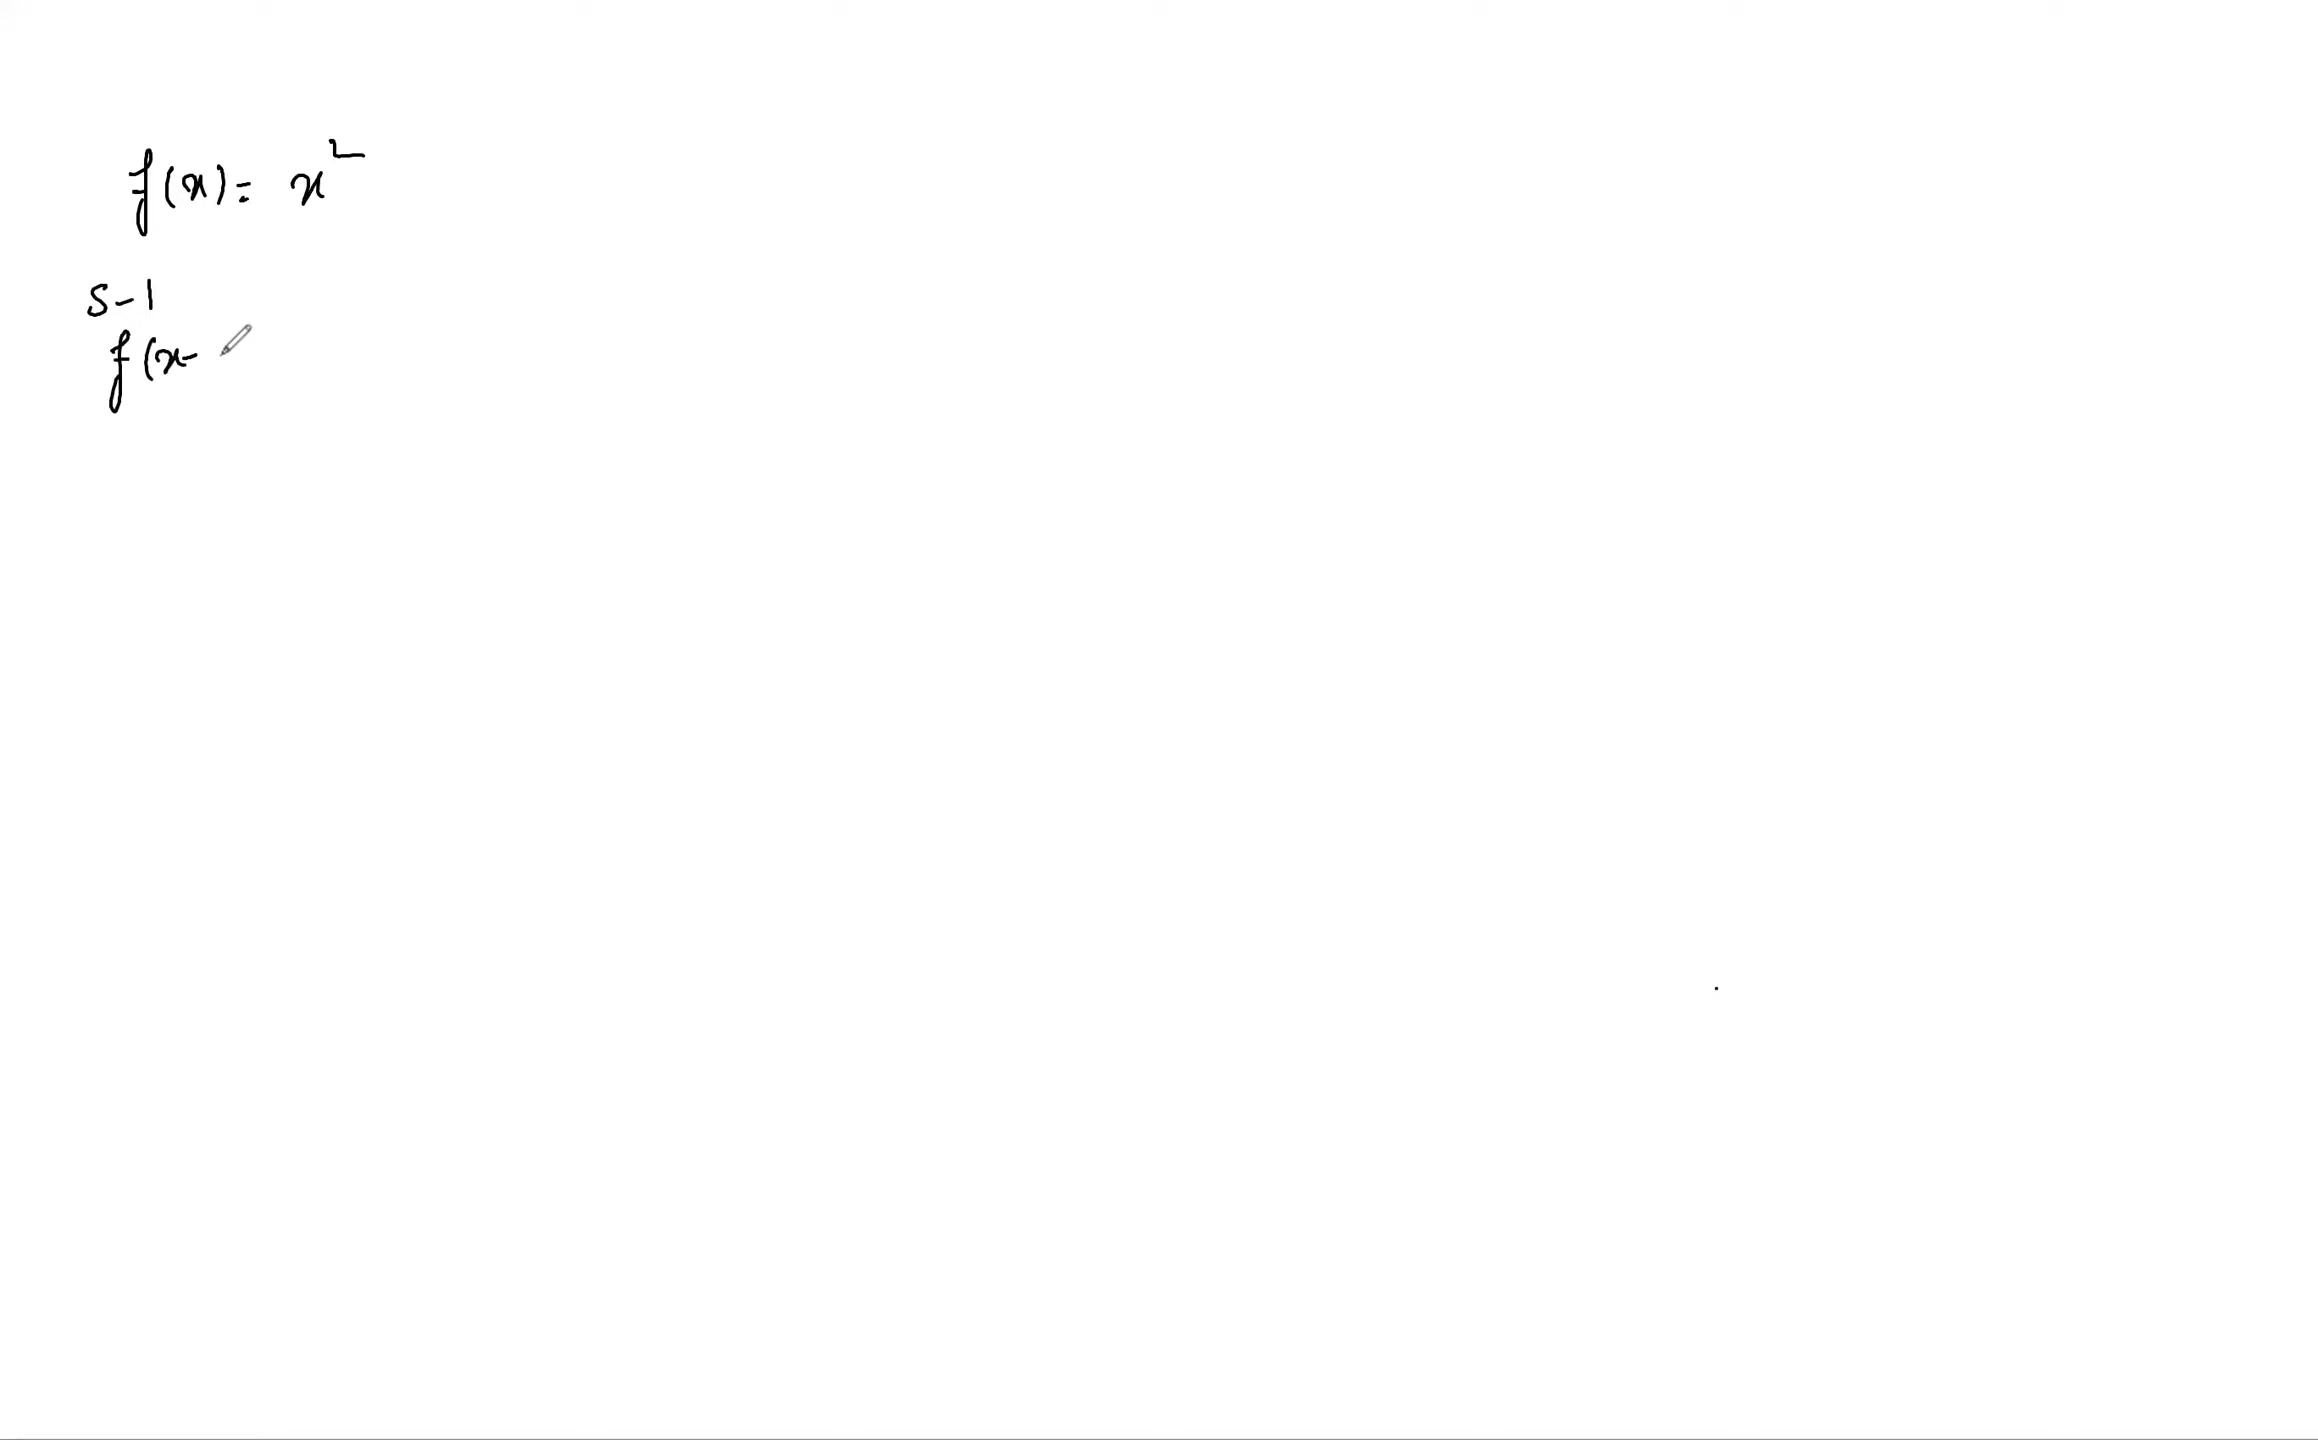 f(x)= x²
S-1
f(x-